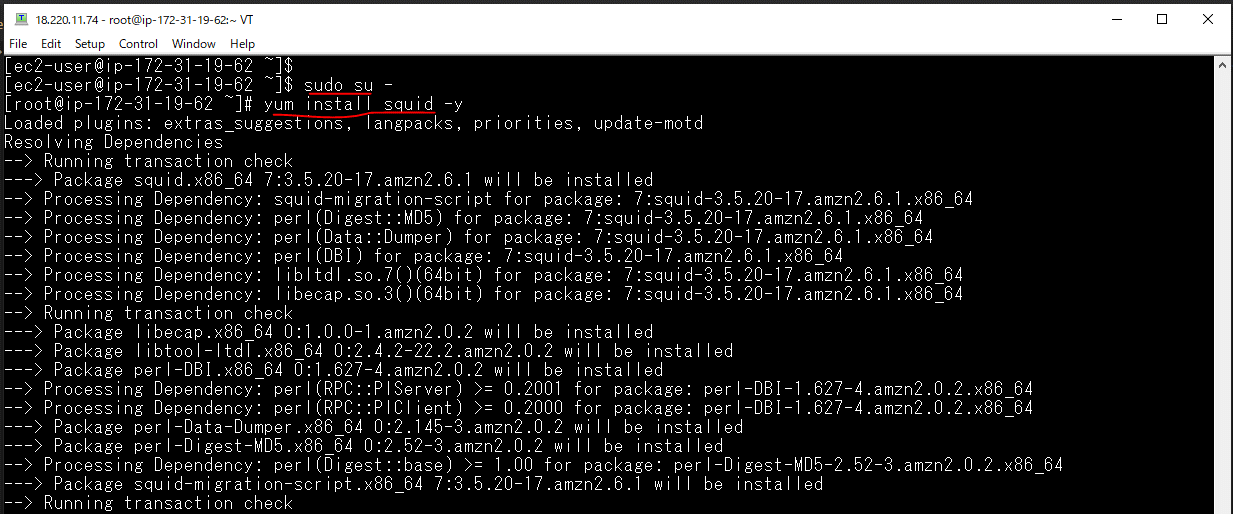 18.220.11.74 - root@ip-172-31-19-62:~ VT
File Edit Setup Control Window Help
[ec2-user@ip-172-31-19-62 ~]$
[ec2-user@ip-172-31-19-62 ~]$ sudo su -
[root@ip-172-31-19-62 ~]# yum install squid -y
Loaded plugins: extras_suggestions, langpacks, priorities, update-motd
Resolving Dependencies
--> Running transaction check
---> Package squid.x86_64 7:3.5.20-17.amzn2.6.1 will be installed
--> Processing Dependency: squid-migration-script for package: 7:squid-3.5.20-17.amzn2.6.1.x86_64
--> Processing Dependency: perl(Digest::MD5) for package: 7:squid-3.5.20-17.amzn2.6.1.x86_64
--> Processing Dependency: perl(Data::Dumper) for package: 7:squid-3.5.20-17.amzn2.6.1.x86_64
--> Processing Dependency: perl(DBI) for package: 7:squid-3.5.20-17.amzn2.6.1.x86_64
--> Processing Dependency: libltdl.so.7()(64bit) for package: 7:squid-3.5.20-17.amzn2.6.1.x86_64
--> Processing Dependency: libecap.so.3()(64bit) for package: 7:squid-3.5.20-17.amzn2.6.1.x86_64
--> Running transaction check
---> Package libecap.x86_64 0:1.0.0-1.amzn2.0.2 will be installed
---> Package libtool-ltdl.x86_64 0:2.4.2-22.2.amzn2.0.2 will be installed
---> Package perl-DBI.x86_64 0:1.627-4.amzn2.0.2 will be installed
--> Processing Dependency: perl(RPC::PlServer) >= 0.2001 for package: perl-DBI-1.627-4.amzn2.0.2.x86_64
--> Processing Dependency: perl(RPC::PlClient) >= 0.2000 for package: perl-DBI-1.627-4.amzn2.0.2.x86_64
---> Package perl-Data-Dumper.x86_64 0:2.145-3.amzn2.0.2 will be installed
---> Package perl-Digest-MD5.x86_64 0:2.52-3.amzn2.0.2 will be installed
--> Processing Dependency: perl(Digest::base) >= 1.00 for package: perl-Digest-MD5-2.52-3.amzn2.0.2.x86_64
---> Package squid-migration-script.x86_64 7:3.5.20-17.amzn2.6.1 will be installed
--> Running transaction check